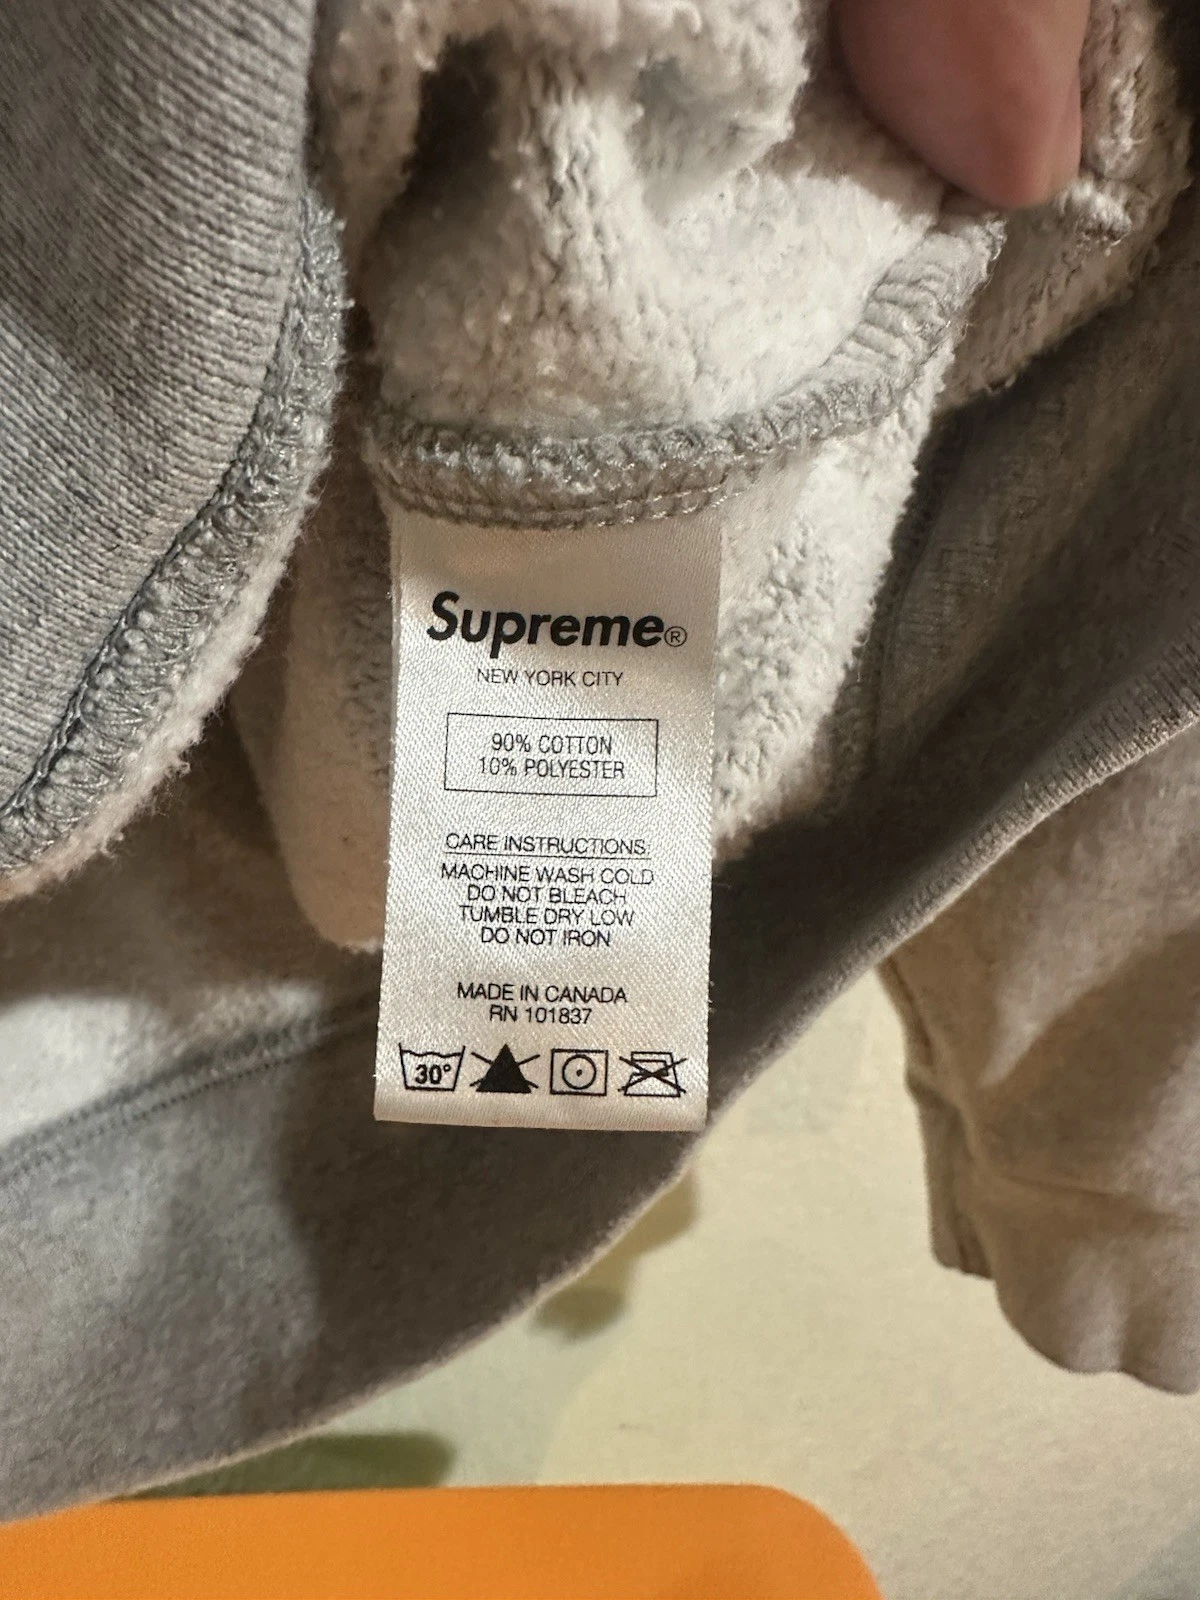 Supreme®
NEW YORK CITY
90% COTTON
10% POLYESTER
CARE INSTRUCTIONS:
MACHINE WASH COLD
DO NOT BLEACH
TUMBLE DRY LOW
DO NOT IRON
MADE IN CANADA
RN 101837
30°